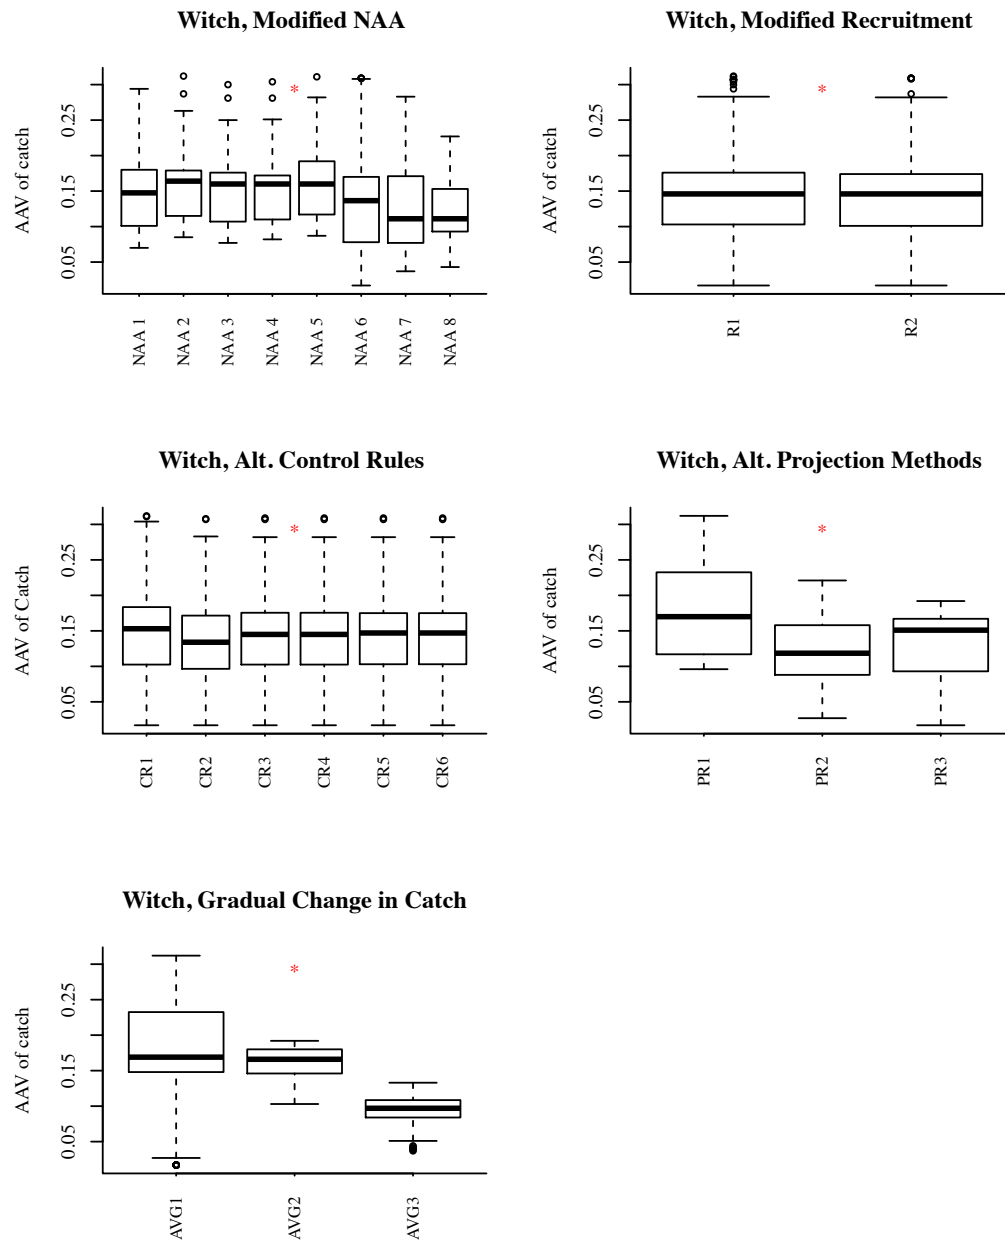 Witch, Modified NAA
AAV of catch
0.05 0.15 0.25
*
NAA 1 NAA 2 NAA 3 NAA 4 NAA 5 NAA 6 NAA 7 NAA 8
Witch, Modified Recruitment
AAV of catch
0.05 0.15 0.25
*
R1 R2
Witch, Alt. Control Rules
AAV of Catch
0.05 0.15 0.25
*
CR1 CR2 CR3 CR4 CR5 CR6
Witch, Alt. Projection Methods
AAV of catch
0.05 0.15 0.25
*
PR1 PR2 PR3
Witch, Gradual Change in Catch
AAV of catch
0.05 0.15 0.25
*
AVG1 AVG2 AVG3